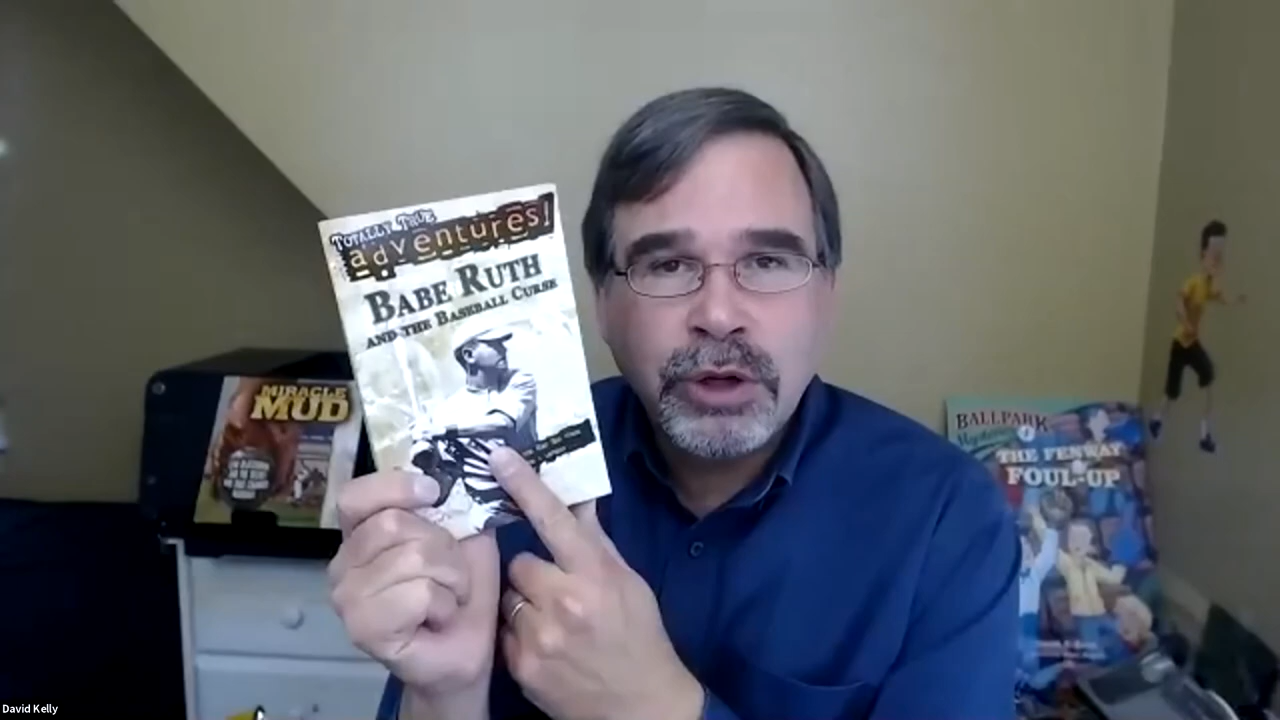 TOTALLY TRUE
adventures!
BABE RUTH
AND THE BASEBALL CURSE
MIRACLE
MUD
BALLPARK
Mysteries
THE FENWAY
FOUL-UP
David Kelly